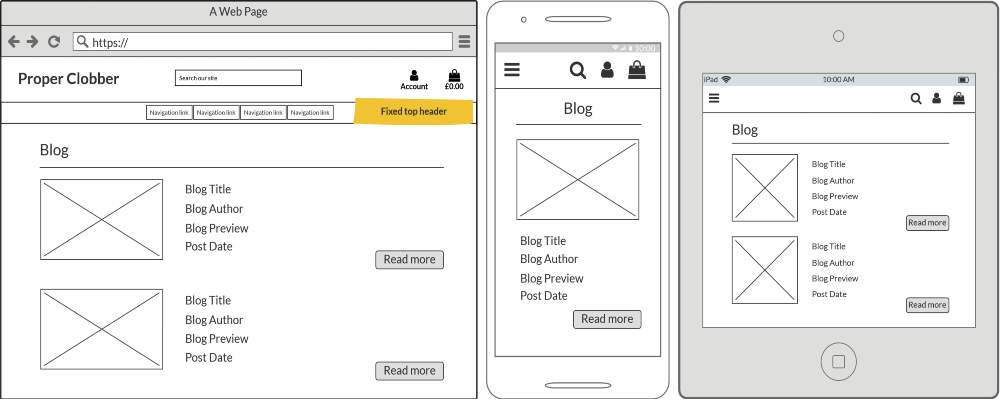 A Web Page
https://
Proper Clobber
Search our site
Account
£0.00
Navigation link
Navigation link
Navigation link
Navigation link
Fixed top header
Blog
Blog Title
Blog Author
Blog Preview
Post Date
Read more
Blog Title
Blog Author
Blog Preview
Post Date
Read more
10:00
Blog
Blog Title
Blog Author
Blog Preview
Post Date
Read more
iPad
10:00 AM
Blog
Blog Title
Blog Author
Blog Preview
Post Date
Read more
Blog Title
Blog Author
Blog Preview
Post Date
Read more